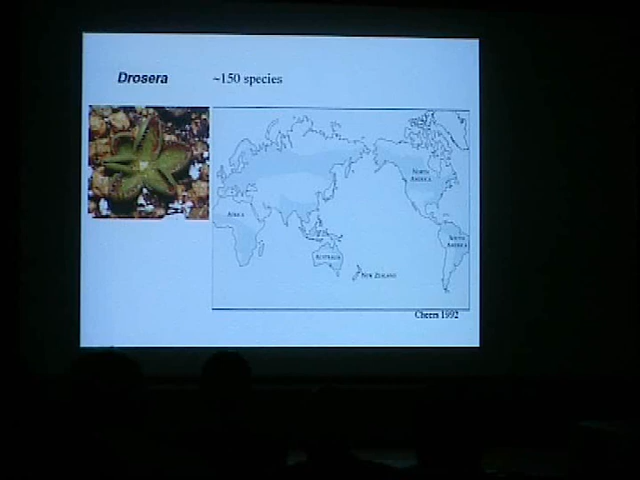 Drosera ~150 species
NORTH
AMERICA
AFRICA
SOUTH
AMERICA
AUSTRALIA
NEW ZEALAND
Cheers 1992